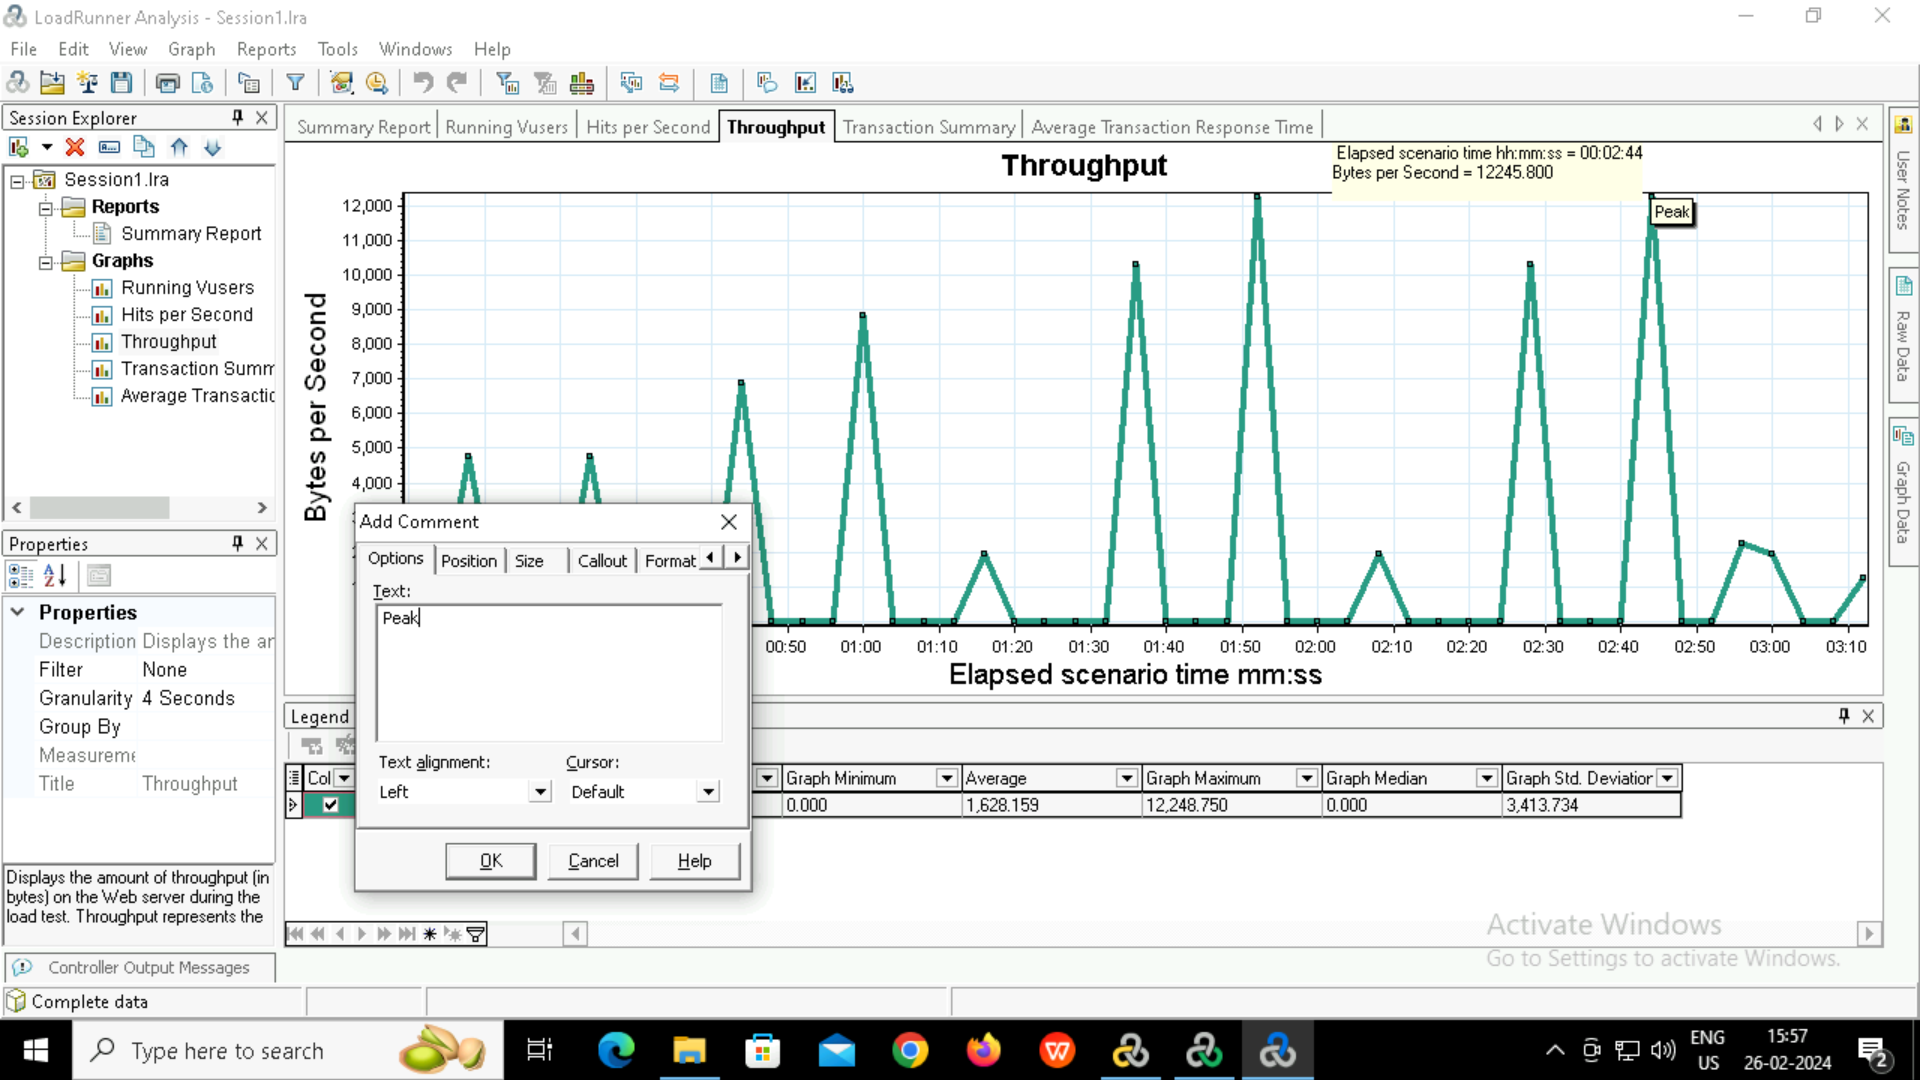 LoadRunner Analysis - Session1.lra
File Edit View Graph Reports Tools Windows Help
Session Explorer
Session1.lra
Reports
Summary Report
Graphs
Running Vusers
Hits per Second
Throughput
Transaction Summ
Average Transactio
Properties
Properties
Description Displays the ar
Filter None
Granularity 4 Seconds
Group By
Measureme
Title Throughput
Displays the amount of throughput (in
bytes) on the Web server during the
load test. Throughput represents the
Controller Output Messages
Complete data
Summary Report Running Vusers Hits per Second Throughput Transaction Summary Average Transaction Response Time
Throughput
Elapsed scenario time hh:mm:ss = 00:02:44
Bytes per Second = 12245.800
Peak
Bytes per Second
12,000
11,000
10,000
9,000
8,000
7,000
6,000
5,000
4,000
00:50 01:00 01:10 01:20 01:30 01:40 01:50 02:00 02:10 02:20 02:30 02:40 02:50 03:00 03:10
Elapsed scenario time mm:ss
Add Comment
Options Position Size Callout Format
Text:
Peak
Text alignment: Cursor:
Left Default
OK Cancel Help
Legend
Col Graph Minimum Average Graph Maximum Graph Median Graph Std. Deviation
0.000 1,628.159 12,248.750 0.000 3,413.734
User Notes
Raw Data
Graph Data
Activate Windows
Go to Settings to activate Windows.
Type here to search
ENG
US
15:57
26-02-2024
2